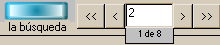 << < 2 > >>
la búsqueda
1 de 8